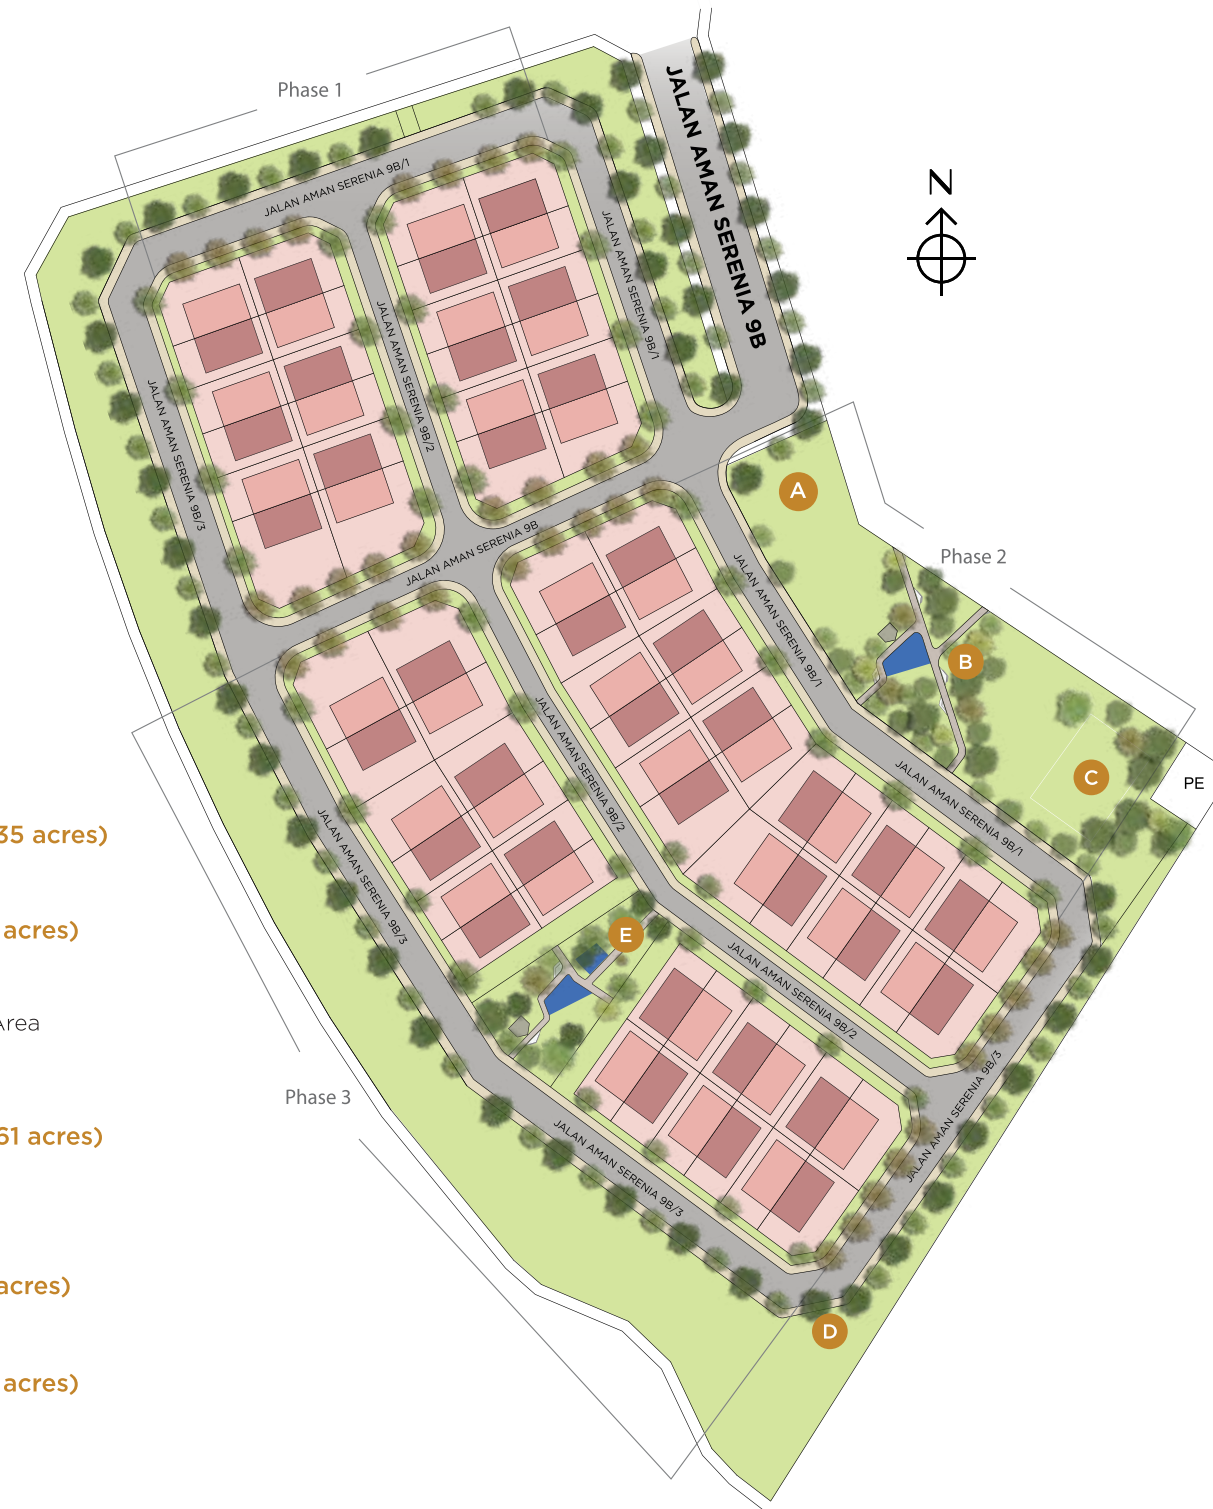 Phase 1
JALAN AMAN SERENIA 9B
JALAN AMAN SERENIA 9B/1
N
JALAN AMAN SERENIA 9B/1
JALAN AMAN SERENIA 9B/2
JALAN AMAN SERENIA 9B/3
A
JALAN AMAN SERENIA 9B
Phase 2
JALAN AMAN SERENIA 9B/1
B
JALAN AMAN SERENIA 9B/2
C
PE
JALAN AMAN SERENIA 9B/1
35 acres)
JALAN AMAN SERENIA 9B/3
acres)
E
JALAN AMAN SERENIA 9B/2
Area
Phase 3
JALAN AMAN SERENIA 9B/3
61 acres)
JALAN AMAN SERENIA 9B/3
acres)
D
acres)